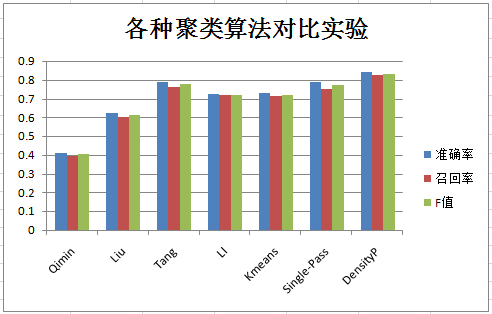 各种聚类算法对比实验
0.9
0.8
0.7
0.6
0.5
0.4
0.3
0.2
0.1
0
Qimin
Liu
Tang
LI
Kmeans
Single-Pass
DensityP
准确率
召回率
F值